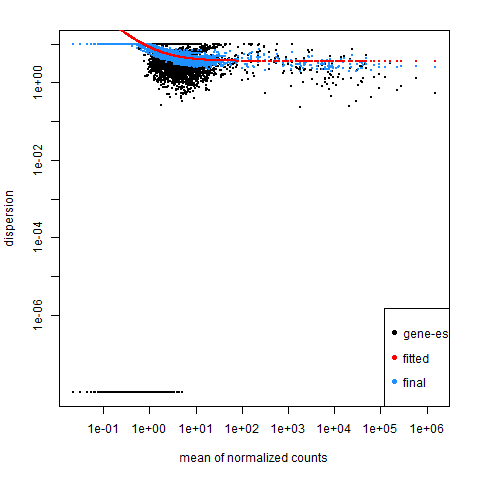 1e+00
1e-02
1e-04
1e-06
dispersion
gene-es
fitted
final
1e-01 1e+00 1e+01 1e+02 1e+03 1e+04 1e+05 1e+06
mean of normalized counts